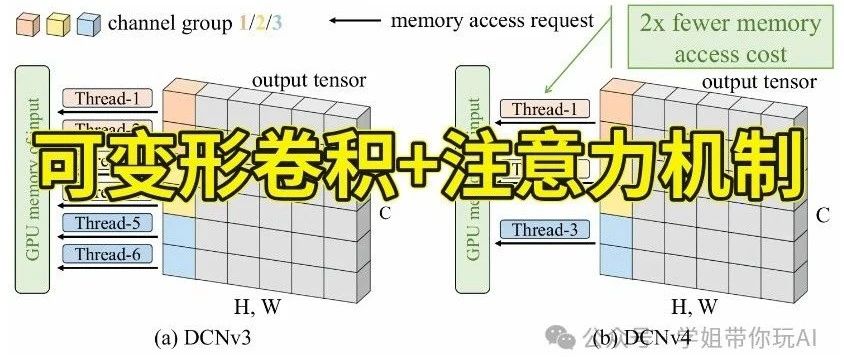 channel group 1/2/3
memory access request
2x fewer memory
access cost
output tensor
output tensor
GPU memory of input
Thread-1
Thread-5
Thread-6
C
H, W
(a) DCNv3
GPU memory of input
Thread-1
Thread-3
C
H, W
(b) DCNv4
可变形卷积+注意力机制
公众号 学姐带你玩AI